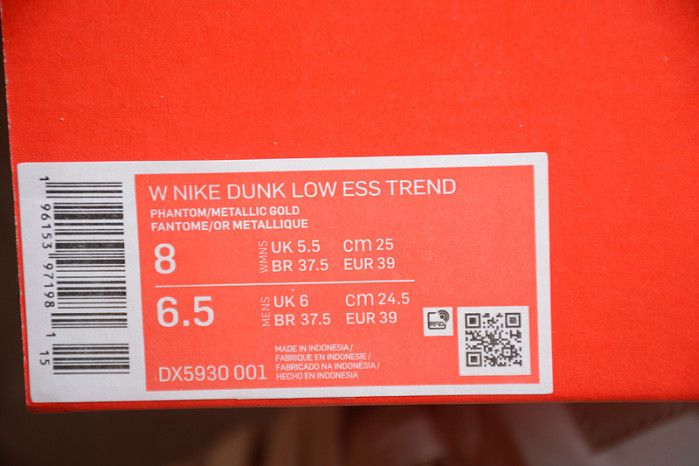 W NIKE DUNK LOW ESS TREND
PHANTOM/METALLIC GOLD
FANTOME/OR METALLIQUE
8 WMNS UK 5.5 cm 25
BR 37.5 EUR 39
6.5 MENS UK 6 cm 24.5
BR 37.5 EUR 39
RFID
MADE IN INDONESIA /
FABRIQUE EN INDONESIE /
FABRICADO NA INDONÉSIA /
HECHO EN INDONESIA
DX5930 001
1 96153 97198 1 15